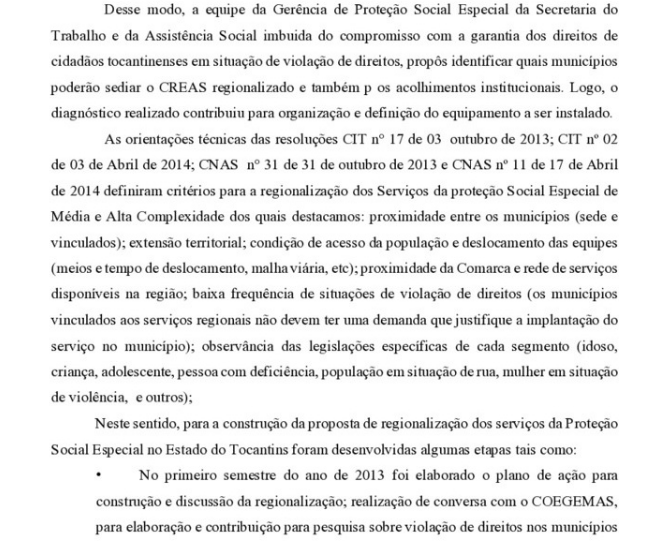 Desse modo, a equipe da Gerência de Proteção Social Especial da Secretaria do
Trabalho e da Assistência Social imbuida do compromisso com a garantia dos direitos de
cidadãos tocantinenses em situação de violação de direitos, propôs identificar quais municípios
poderão sediar o CREAS regionalizado e também p os acolhimentos institucionais. Logo, o
diagnóstico realizado contribuiu para organização e definição do equipamento a ser instalado.
As orientações técnicas das resoluções CIT nº 17 de 03 outubro de 2013; CIT nº 02
de 03 de Abril de 2014; CNAS nº 31 de 31 de outubro de 2013 e CNAS nº 11 de 17 de Abril
de 2014 definiram critérios para a regionalização dos Serviços da proteção Social Especial de
Média e Alta Complexidade dos quais destacamos: proximidade entre os municípios (sede e
vinculados); extensão territorial; condição de acesso da população e deslocamento das equipes
(meios e tempo de deslocamento, malha viária, etc); proximidade da Comarca e rede de serviços
disponíveis na região; baixa frequência de situações de violação de direitos (os municípios
vinculados aos serviços regionais não devem ter uma demanda que justifique a implantação do
serviço no município); observância das legislações específicas de cada segmento (idoso,
criança, adolescente, pessoa com deficiência, população em situação de rua, mulher em situação
de violência, e outros);
Neste sentido, para a construção da proposta de regionalização dos serviços da Proteção
Social Especial no Estado do Tocantins foram desenvolvidas algumas etapas tais como:
• No primeiro semestre do ano de 2013 foi elaborado o plano de ação para
construção e discussão da regionalização; realização de conversa com o COEGEMAS,
para elaboração e contribuição para pesquisa sobre violação de direitos nos municípios